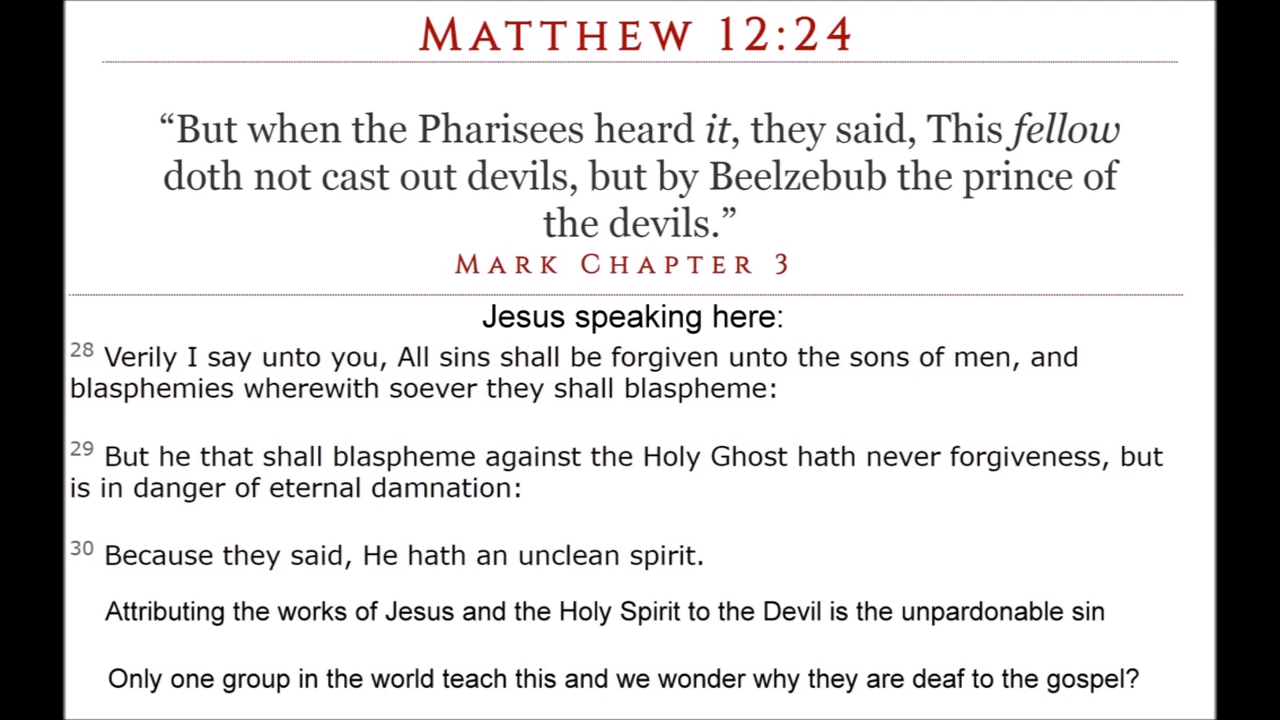 MATTHEW 12:24
“But when the Pharisees heard it, they said, This fellow
doth not cast out devils, but by Beelzebub the prince of
the devils.”
MARK CHAPTER 3
Jesus speaking here:
28 Verily I say unto you, All sins shall be forgiven unto the sons of men, and
blasphemies wherewith soever they shall blaspheme:
29 But he that shall blaspheme against the Holy Ghost hath never forgiveness, but
is in danger of eternal damnation:
30 Because they said, He hath an unclean spirit.
Attributing the works of Jesus and the Holy Spirit to the Devil is the unpardonable sin
Only one group in the world teach this and we wonder why they are deaf to the gospel?